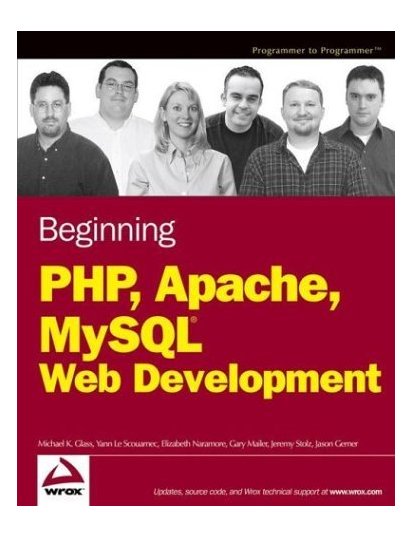 Programmer to Programmer™
Beginning
PHP, Apache,
MySQL®
Web Development
Michael K. Glass, Yann Le Scouarnec, Elizabeth Naramore, Gary Mailer, Jeremy Stolz, Jason Gerner
wrox™
Updates, source code, and Wrox technical support at www.wrox.com